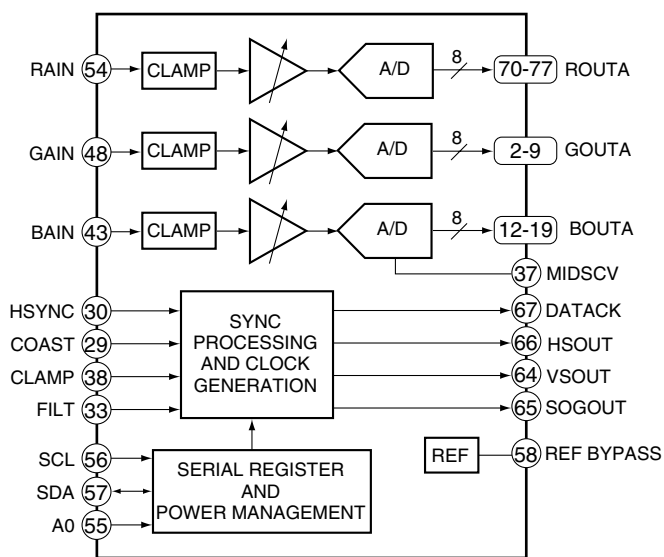 RAIN 54 CLAMP A/D 8 70-77 ROUTA
GAIN 48 CLAMP A/D 8 2-9 GOUTA
BAIN 43 CLAMP A/D 8 12-19 BOUTA
37 MIDSCV
HSYNC 30
COAST 29
CLAMP 38
FILT 33
SYNC
PROCESSING
AND CLOCK
GENERATION
67 DATACK
66 HSOUT
64 VSOUT
65 SOGOUT
SCL 56
SDA 57
A0 55
SERIAL REGISTER
AND
POWER MANAGEMENT
REF 58 REF BYPASS